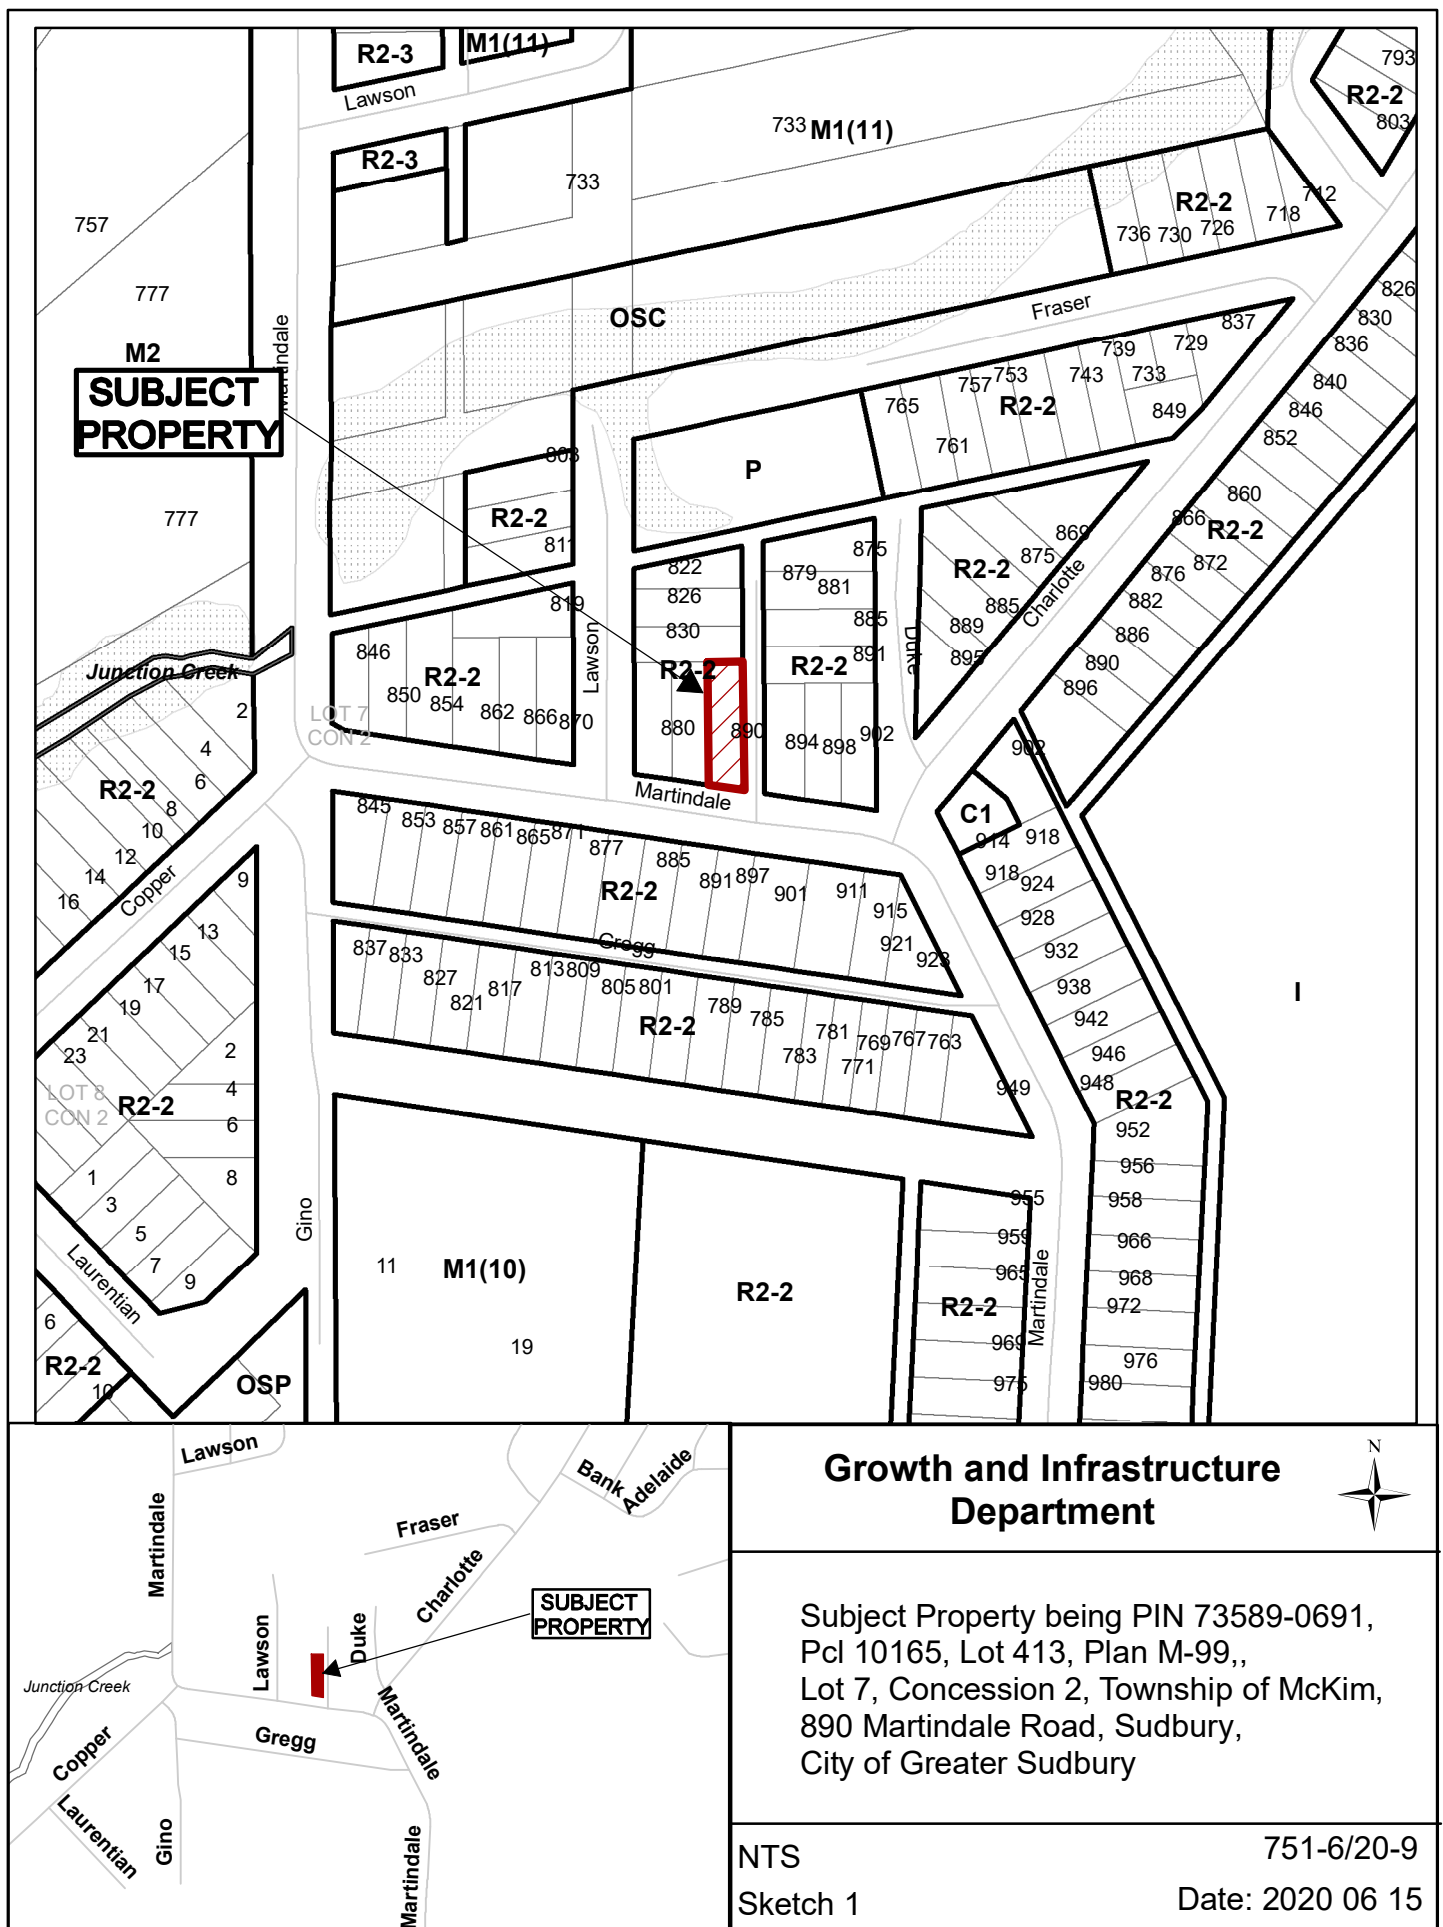 R2-3
M1(11)
793
Lawson
R2-2
803
733 M1(11)
R2-3
733
R2-2
712
757
718
726
736 730
777
Martindale
OSC
Fraser
826
837
830
M2
739 729
836
SUBJECT
PROPERTY
757 753 743 733
840
765
R2-2
849
846
761
852
803
P
860
777
R2-2
811
866
R2-2
869
875
875
872
822
879 881
R2-2
876
826
885
Charlotte
882
819
885
830
889
886
846
Lawson
891
Duke
895
890
Junction Creek
R2-2
R2-2
R2-2
896
850 854
862 866 870
2
LOT 7
CON 2
880
890
894 898 902
902
4
6
R2-2
8
Martindale
10
845 853 857 861 865 871 877
C1
914
918
12
885
14
Copper
9
R2-2
891 897
901
911
918
924
16
915
13
928
15
Gregg
921
923
932
837 833
827
821
817
813 809
805 801
17
938
19
R2-2
789
785
781
783
769 767 763
771
942
21
23
2
946
LOT 8
CON 2
R2-2
4
949
948
R2-2
6
952
956
1
8
3
Gino
955
958
5
959
966
Laurentian
7
9
11
M1(10)
R2-2
965
Martindale
968
R2-2
972
6
19
969
976
R2-2
10
OSP
975
980
I
Lawson
Bank
Adelaide
Martindale
Fraser
Charlotte
SUBJECT
PROPERTY
Lawson
Duke
Junction Creek
Martindale
Gregg
Copper
Laurentian
Gino
Martindale
Growth and Infrastructure
Department
N
Subject Property being PIN 73589-0691,
Pcl 10165, Lot 413, Plan M-99,,
Lot 7, Concession 2, Township of McKim,
890 Martindale Road, Sudbury,
City of Greater Sudbury
NTS
751-6/20-9
Sketch 1
Date: 2020 06 15